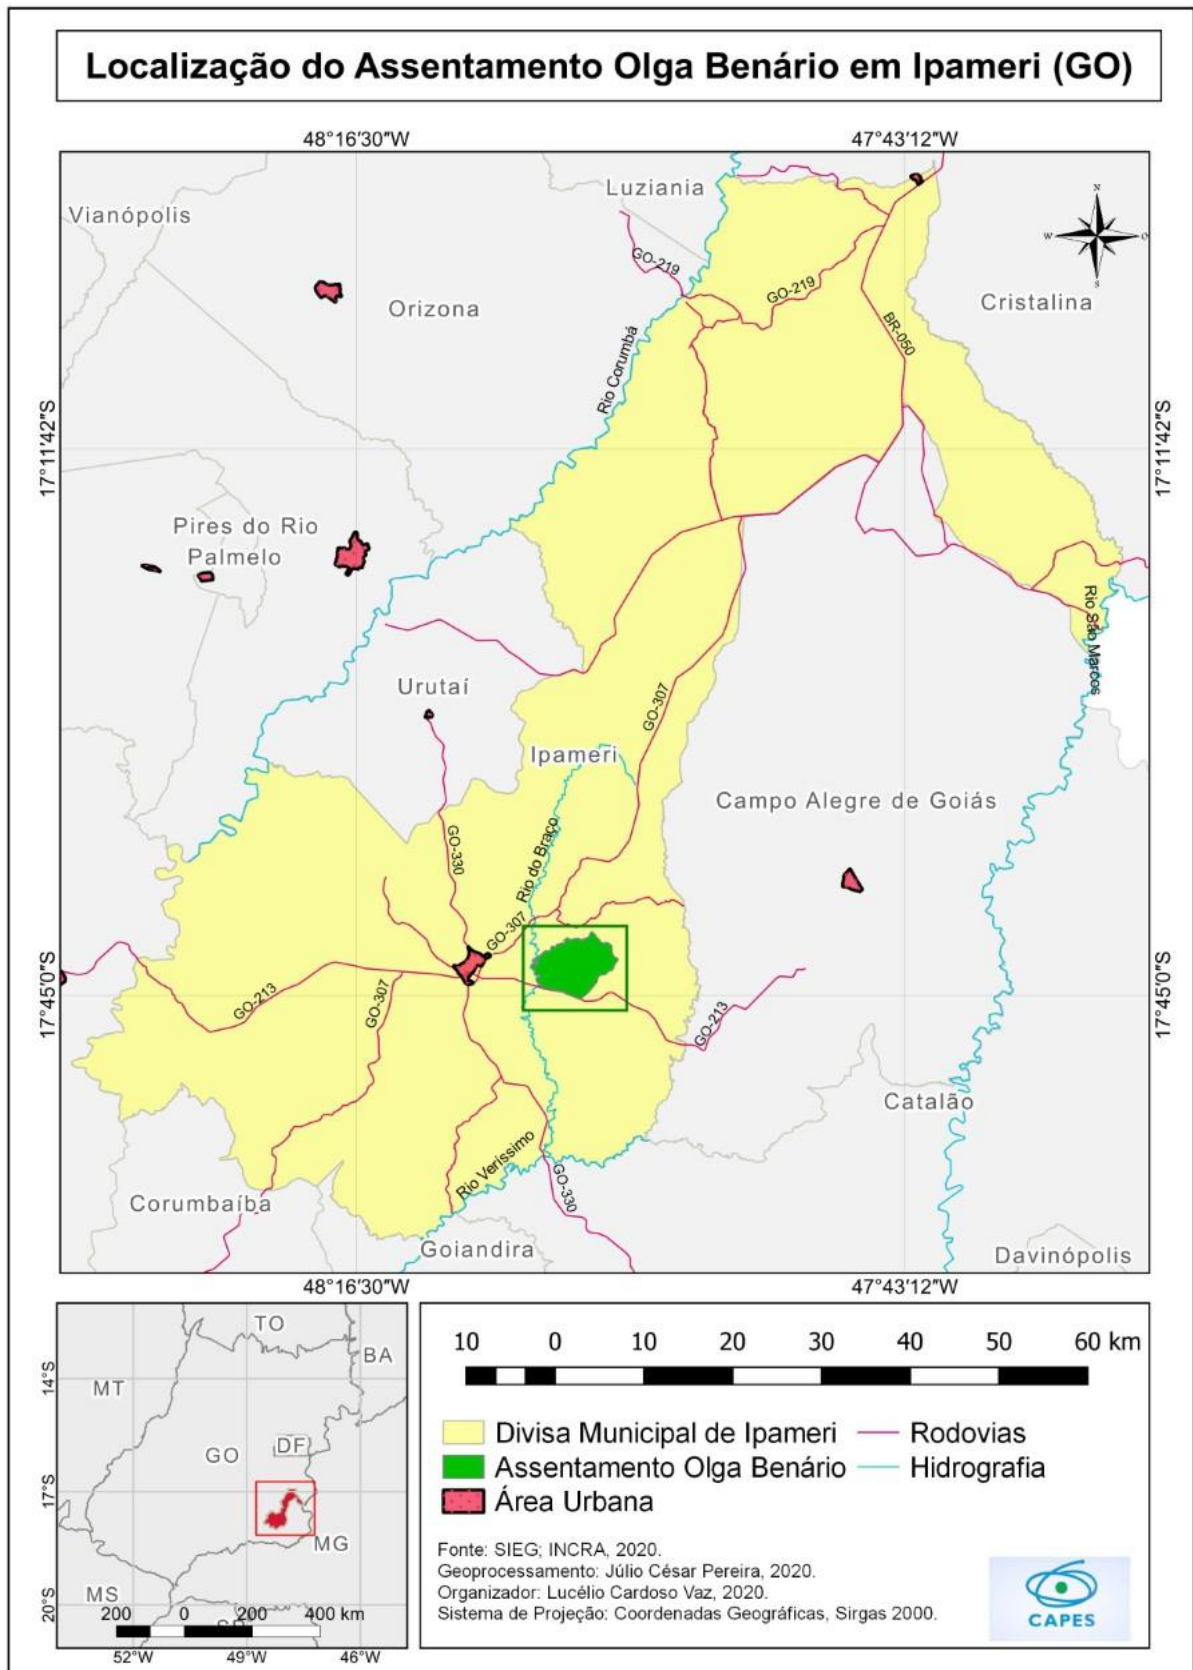 Localização do Assentamento Olga Benário em Ipameri (GO)
48°16'30"W
47°43'12"W
N
W
O
S
Luziania
Vianópolis
GO-219
GO-219
Orizona
Cristalina
BR-050
Rio Corumbá
17°11'42"S
17°11'42"S
Pires do Rio
Palmelo
Rio São Marcos
Urutaí
GO-307
Ipameri
Campo Alegre de Goiás
GO-330
Rio do Braço
GO-307
17°45'0"S
17°45'0"S
GO-213
GO-307
GO-213
Catalão
Rio Veríssimo
GO-330
Corumbaíba
Goiandira
Davinópolis
48°16'30"W
47°43'12"W
TO
BA
MT
GO
DF
MG
MS
14°S
17°S
20°S
200 0 200 400 km
52°W 49°W 46°W
10 0 10 20 30 40 50 60 km
Divisa Municipal de Ipameri
Rodovias
Assentamento Olga Benário
Hidrografia
Área Urbana
Fonte: SIEG; INCRA, 2020.
Geoprocessamento: Júlio César Pereira, 2020.
Organizador: Lucélio Cardoso Vaz, 2020.
Sistema de Projeção: Coordenadas Geográficas, Sirgas 2000.
CAPES